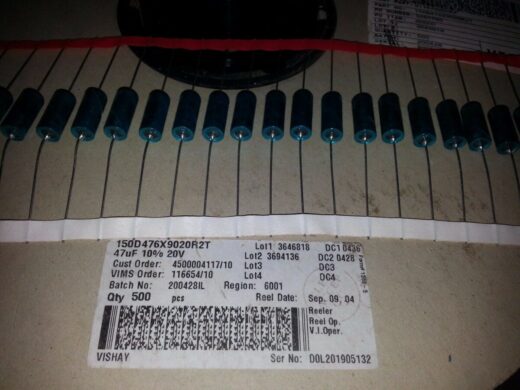 150D476X9020R2T Lot1 3646818 DC1 0436
47uF 10% 20V Lot2 3694136 DC2 0428
Cust Order: 4500004117/10 Lot3 DC3
VIMS Order: 116654/10 Lot4 DC4
Batch No: 200428IL Region: 6001
Qty 500 pcs Reel Date: Sep. 09, 04
Reeler
Reel Op.
V.I.Oper.
VISHAY Ser No: D0L201905132